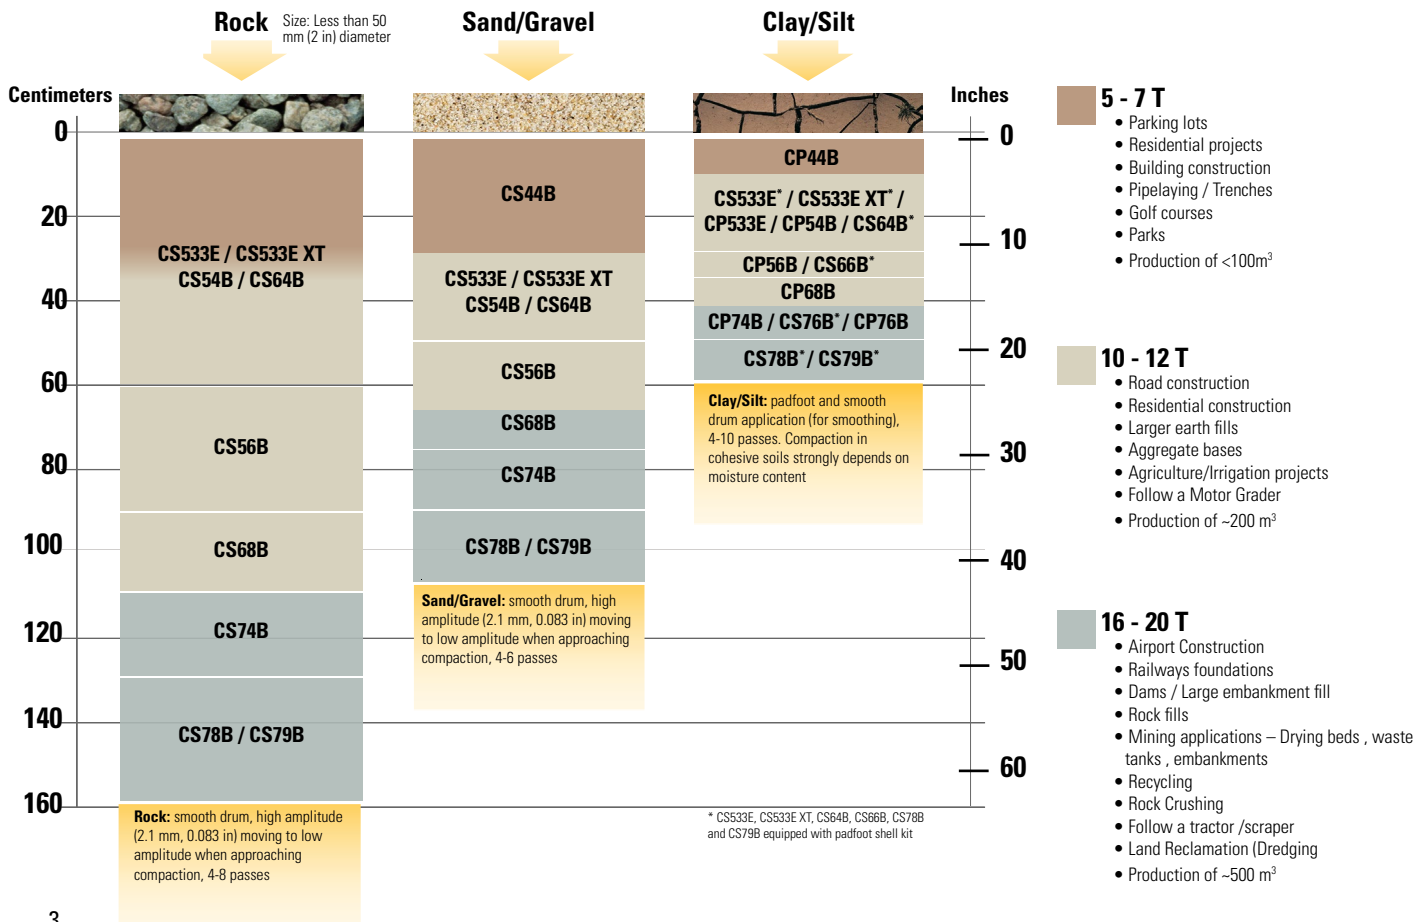 Rock
Size: Less than 50
mm (2 in) diameter
Sand/Gravel
Clay/Silt
Centimeters
0
20
40
60
80
100
120
140
160
CS533E / CS533E XT
CS54B / CS64B
CS56B
CS68B
CS74B
CS78B / CS79B
Rock: smooth drum, high amplitude
(2.1 mm, 0.083 in) moving to low
amplitude when approaching
compaction, 4-8 passes
CS44B
CS533E / CS533E XT
CS54B / CS64B
CS56B
CS68B
CS74B
CS78B / CS79B
Sand/Gravel: smooth drum, high
amplitude (2.1 mm, 0.083 in) moving
to low amplitude when approaching
compaction, 4-6 passes
CP44B
CS533E* / CS533E XT* /
CP533E / CP54B / CS64B*
CP56B / CS66B*
CP68B
CP74B / CS76B* / CP76B
CS78B* / CS79B*
Clay/Silt: padfoot and smooth
drum application (for smoothing),
4-10 passes. Compaction in
cohesive soils strongly depends on
moisture content
* CS533E, CS533E XT, CS64B, CS66B, CS78B
and CS79B equipped with padfoot shell kit
Inches
0
10
20
30
40
50
60
5 - 7 T
• Parking lots
• Residential projects
• Building construction
• Pipelaying / Trenches
• Golf courses
• Parks
• Production of <100m³
10 - 12 T
• Road construction
• Residential construction
• Larger earth fills
• Aggregate bases
• Agriculture/Irrigation projects
• Follow a Motor Grader
• Production of ~200 m³
16 - 20 T
• Airport Construction
• Railways foundations
• Dams / Large embankment fill
• Rock fills
• Mining applications – Drying beds , waste
tanks , embankments
• Recycling
• Rock Crushing
• Follow a tractor /scraper
• Land Reclamation (Dredging
• Production of ~500 m³
3